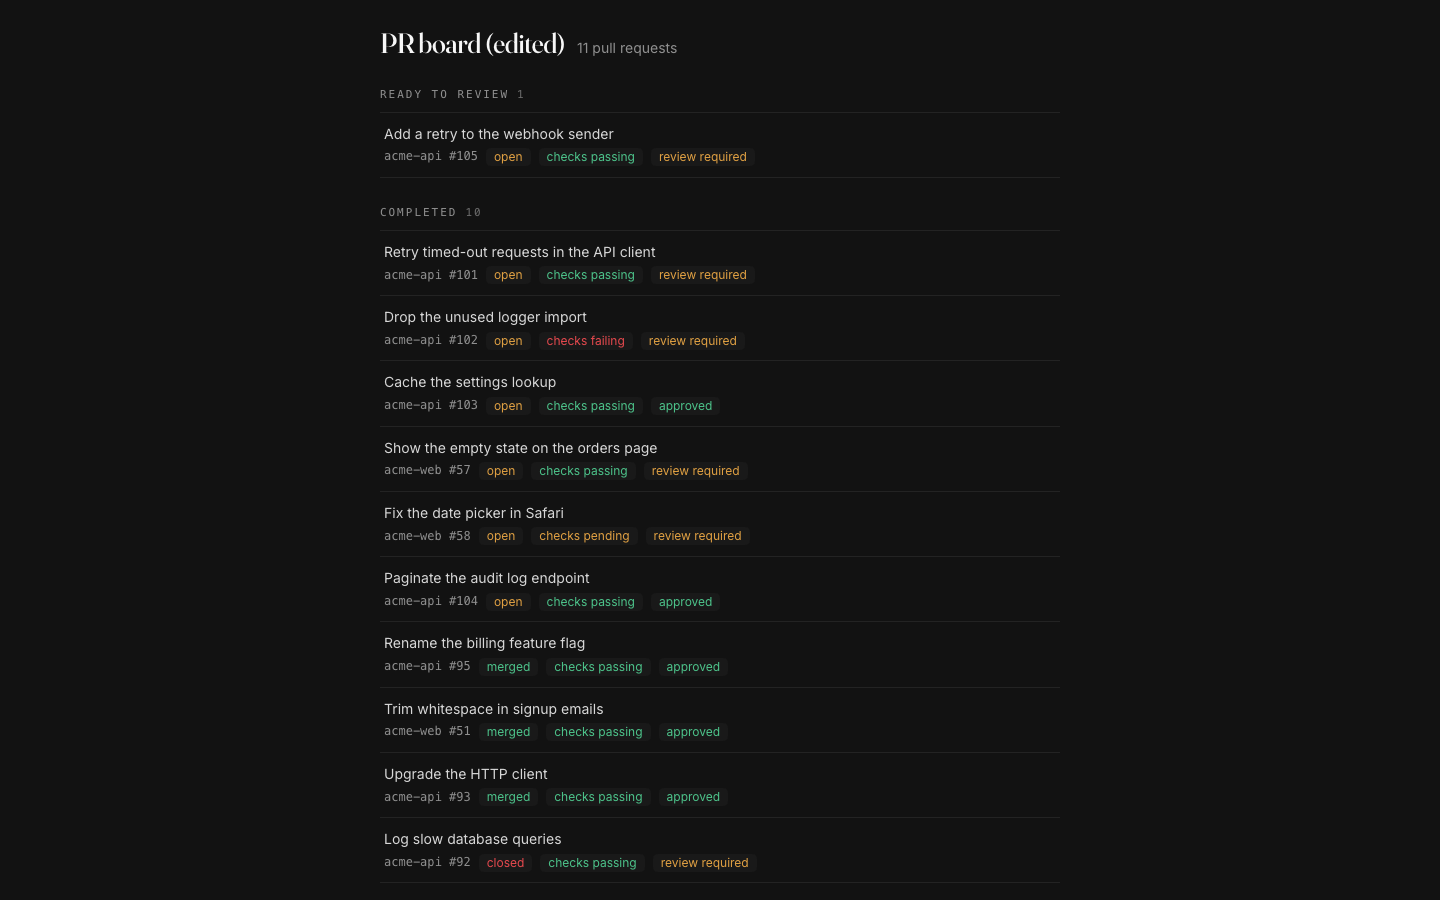 PR board (edited) 11 pull requests
READY TO REVIEW 1
Add a retry to the webhook sender
acme-api #105 open checks passing review required
COMPLETED 10
Retry timed-out requests in the API client
acme-api #101 open checks passing review required
Drop the unused logger import
acme-api #102 open checks failing review required
Cache the settings lookup
acme-api #103 open checks passing approved
Show the empty state on the orders page
acme-web #57 open checks passing review required
Fix the date picker in Safari
acme-web #58 open checks pending review required
Paginate the audit log endpoint
acme-api #104 open checks passing approved
Rename the billing feature flag
acme-api #95 merged checks passing approved
Trim whitespace in signup emails
acme-web #51 merged checks passing approved
Upgrade the HTTP client
acme-api #93 merged checks passing approved
Log slow database queries
acme-api #92 closed checks passing review required